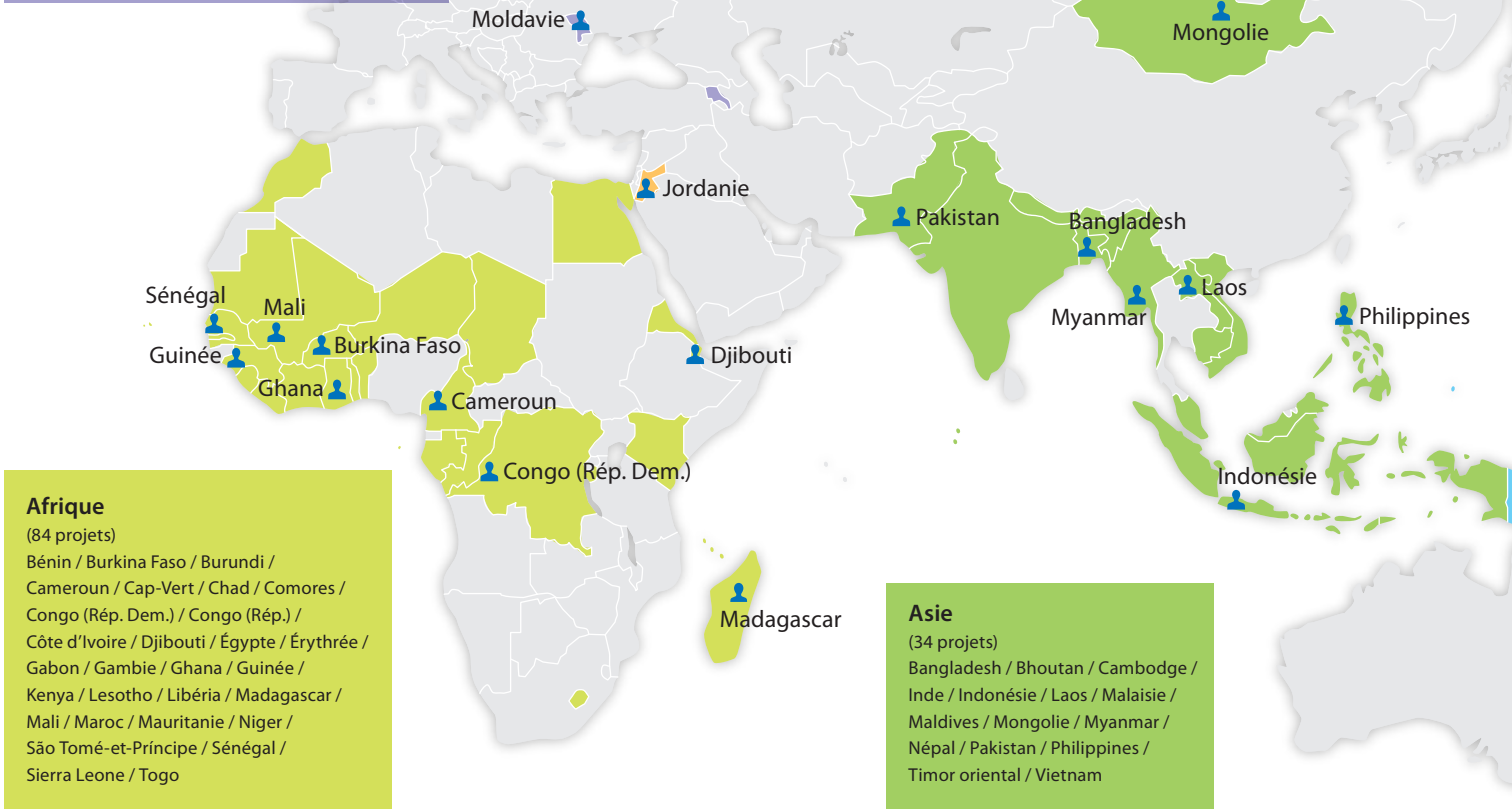 Moldavie
Mongolie
Jordanie
Pakistan
Bangladesh
Sénégal
Mali
Laos
Myanmar
Philippines
Guinée
Burkina Faso
Djibouti
Ghana
Cameroun
Congo (Rép. Dem.)
Indonésie
Madagascar
Afrique
(84 projets)
Bénin / Burkina Faso / Burundi /
Cameroun / Cap-Vert / Chad / Comores /
Congo (Rép. Dem.) / Congo (Rép.) /
Côte d'Ivoire / Djibouti / Égypte / Érythrée /
Gabon / Gambie / Ghana / Guinée /
Kenya / Lesotho / Libéria / Madagascar /
Mali / Maroc / Mauritanie / Niger /
São Tomé-et-Príncipe / Sénégal /
Sierra Leone / Togo
Asie
(34 projets)
Bangladesh / Bhoutan / Cambodge /
Inde / Indonésie / Laos / Malaisie /
Maldives / Mongolie / Myanmar /
Népal / Pakistan / Philippines /
Timor oriental / Vietnam